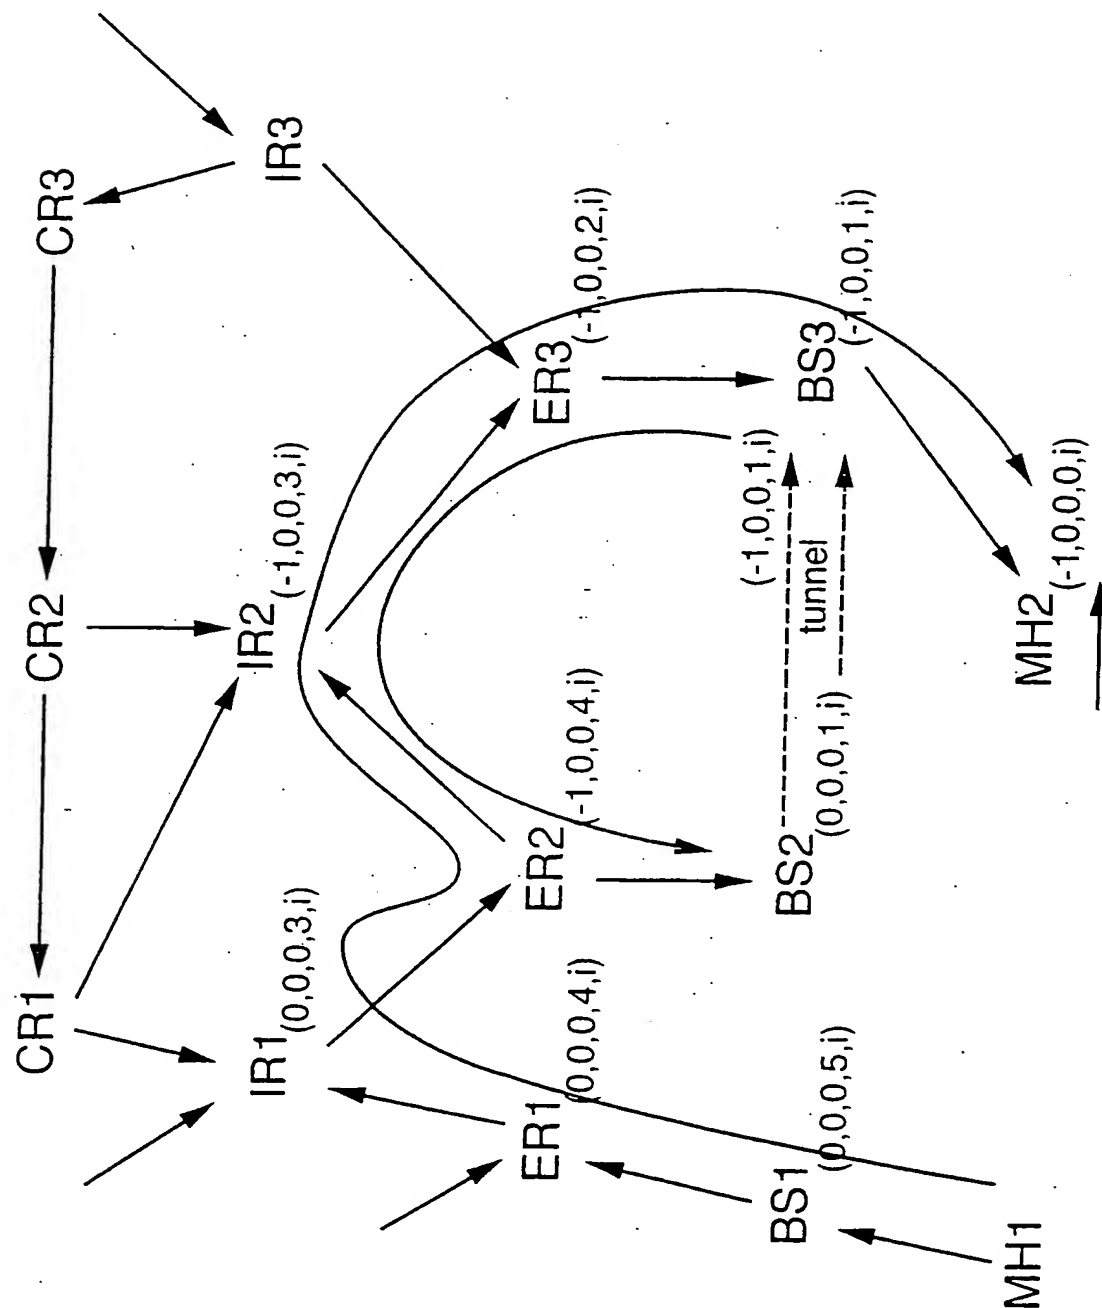 CR1
CR2
CR3
IR1
(0,0,0,3,i)
IR2
(-1,0,0,3,i)
IR3
ER1
(0,0,0,4,i)
ER2
(-1,0,0,4,i)
ER3
(-1,0,0,2,i)
BS1
(0,0,0,5,i)
BS2
(0,0,0,1,i)
(-1,0,0,1,i)
tunnel
BS3
(-1,0,0,1,i)
MH1
MH2
(-1,0,0,0,i)